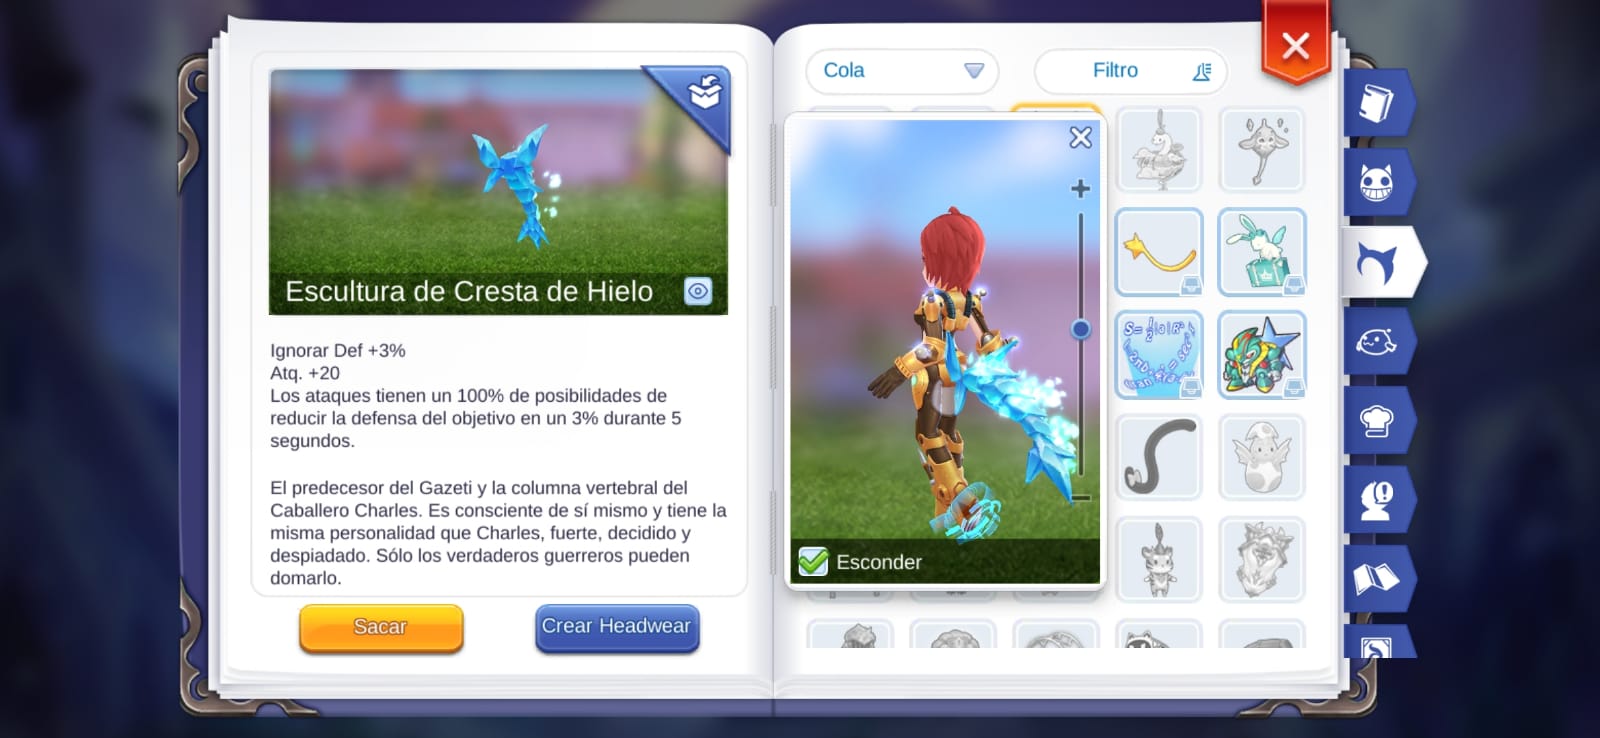 Escultura de Cresta de Hielo
Ignorar Def +3%
Atq. +20
Los ataques tienen un 100% de posibilidades de
reducir la defensa del objetivo en un 3% durante 5
segundos.
El predecesor del Gazeti y la columna vertebral del
Caballero Charles. Es consciente de sí mismo y tiene la
misma personalidad que Charles, fuerte, decidido y
despiadado. Sólo los verdaderos guerreros pueden
domarlo.
Sacar
Crear Headwear
Cola
Filtro
Esconder